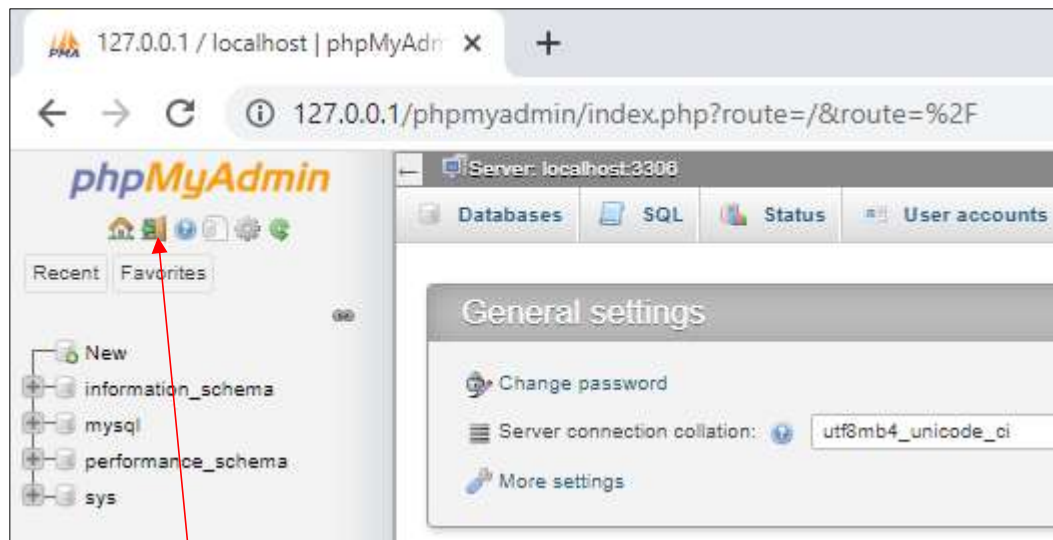 127.0.0.1 / localhost | phpMyAdm
127.0.0.1/phpmyadmin/index.php?route=/&route=%2F
phpMyAdmin
Server: localhost:3306
Databases SQL Status User accounts
Recent Favorites
General settings
New
information_schema
mysql
performance_schema
sys
Change password
Server connection collation: utf8mb4_unicode_ci
More settings